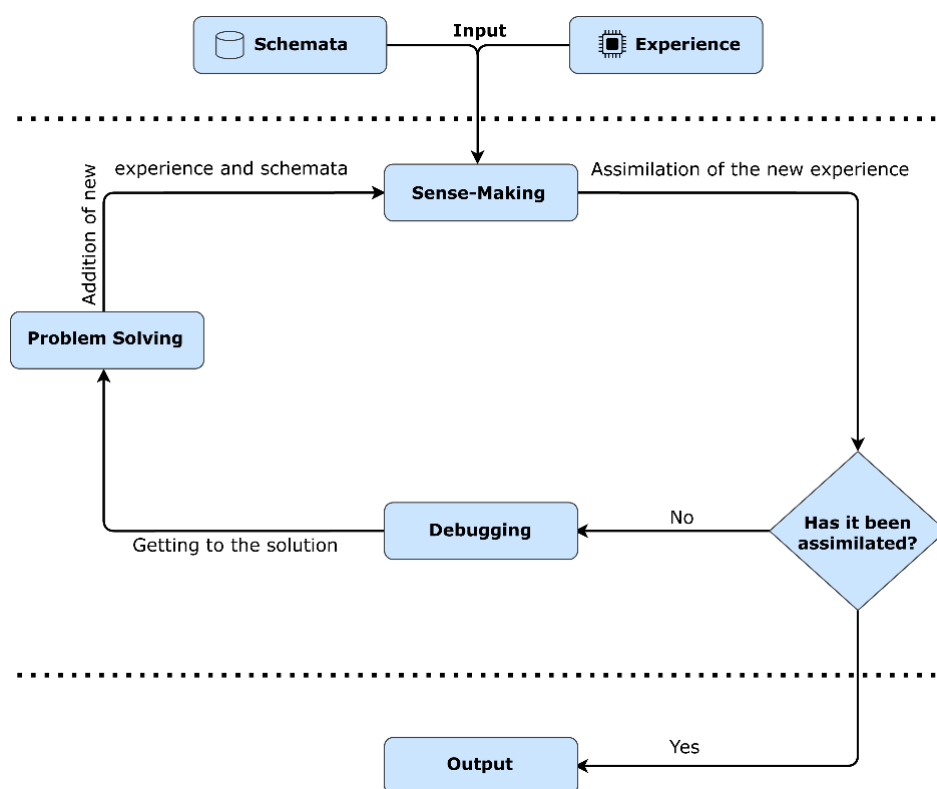 Schemata
Input
Experience
experience and schemata
Sense-Making
Assimilation of the new experience
Addition of new
Problem Solving
Has it been
assimilated?
No
Debugging
Getting to the solution
Yes
Output